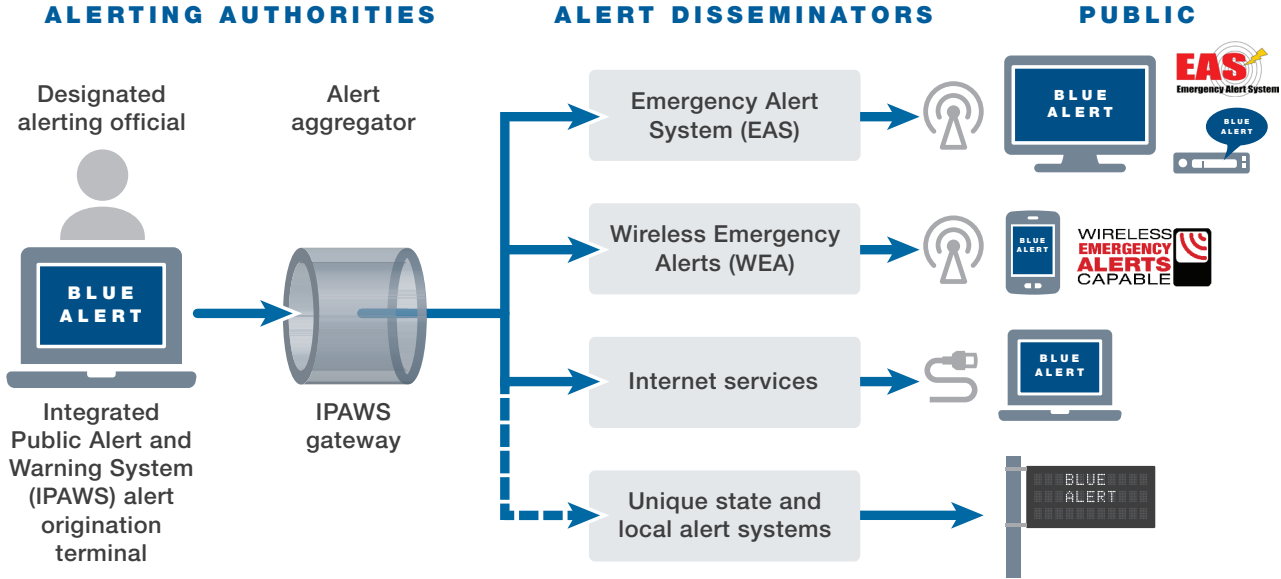 ALERTING AUTHORITIES
ALERT DISSEMINATORS
PUBLIC
Designated
alerting official
BLUE
ALERT
Integrated
Public Alert and
Warning System
(IPAWS) alert
origination
terminal
Alert
aggregator
IPAWS
gateway
Emergency Alert
System (EAS)
BLUE
ALERT
EAS
Emergency Alert System
BLUE
ALERT
Wireless Emergency
Alerts (WEA)
BLUE
ALERT
WIRELESS
EMERGENCY
ALERTS
CAPABLE
Internet services
BLUE
ALERT
Unique state and
local alert systems
BLUE
ALERT